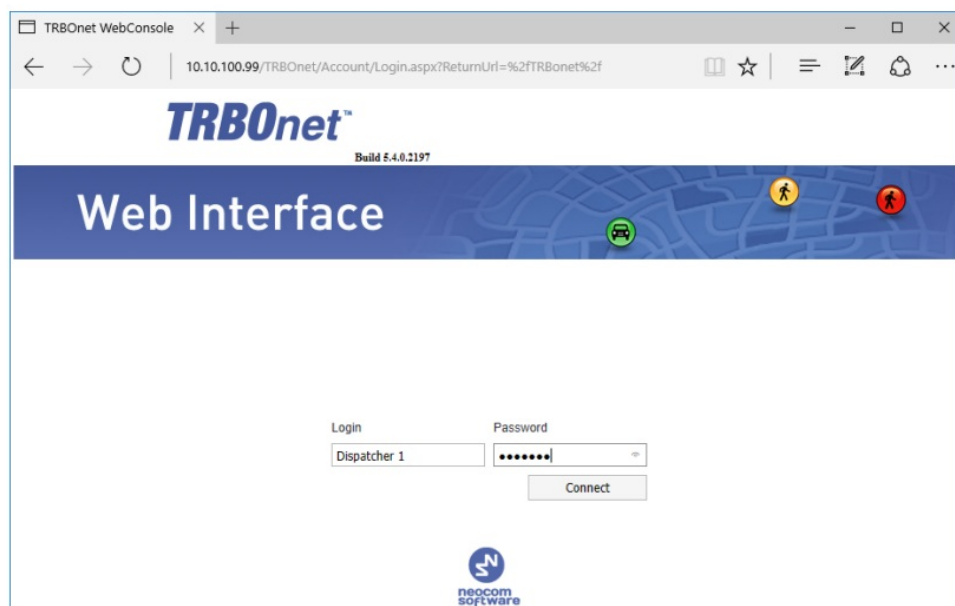 TRBOnet WebConsole
10.10.100.99/TRBOnet/Account/Login.aspx?ReturnUrl=%2fTRBonet%2f
TRBOnet™
Build 5.4.0.2197
Web Interface
Login Password
Dispatcher 1 •••••••
Connect
neocom
software